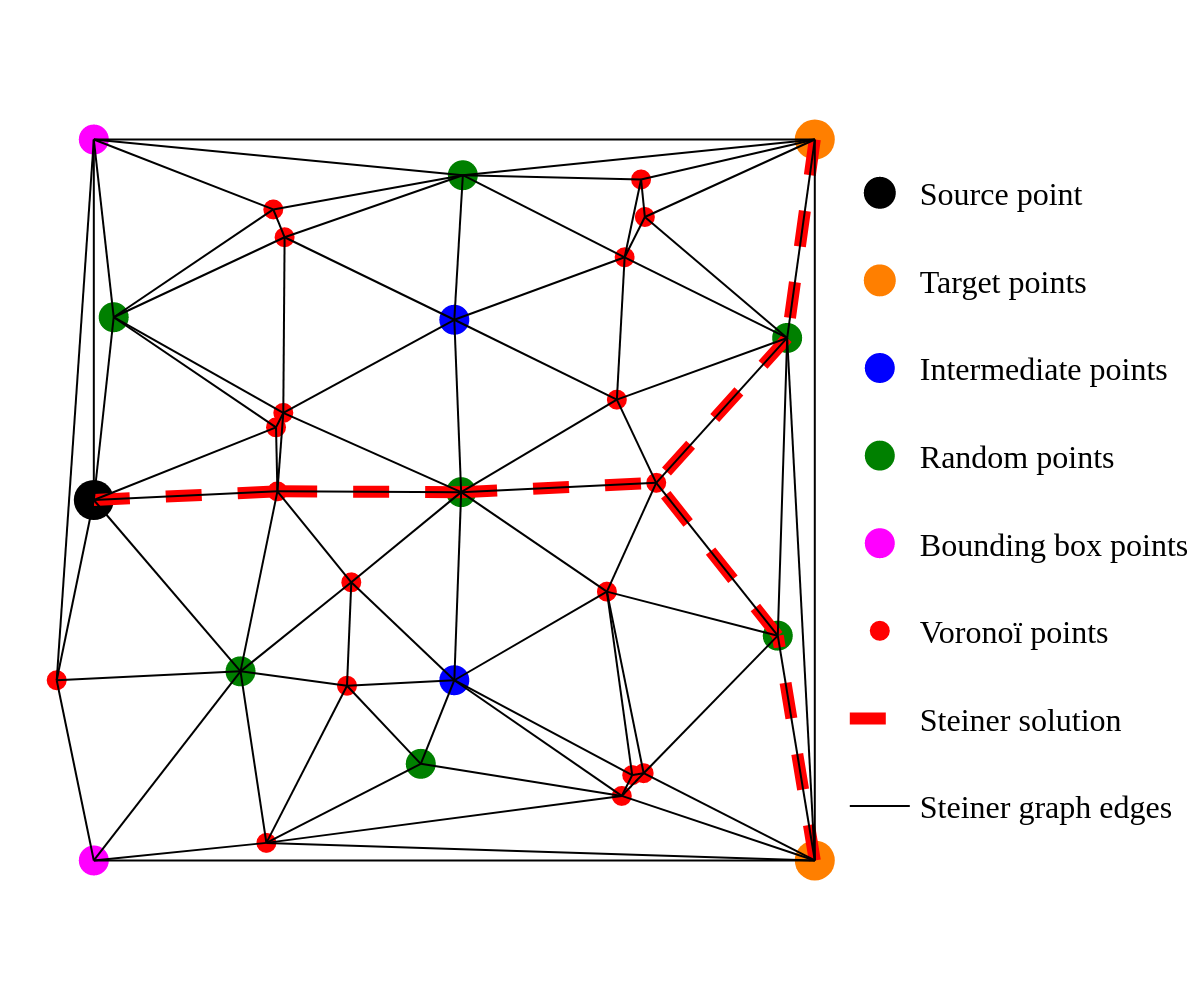 Source point
Target points
Intermediate points
Random points
Bounding box points
Voronoï points
Steiner solution
Steiner graph edges